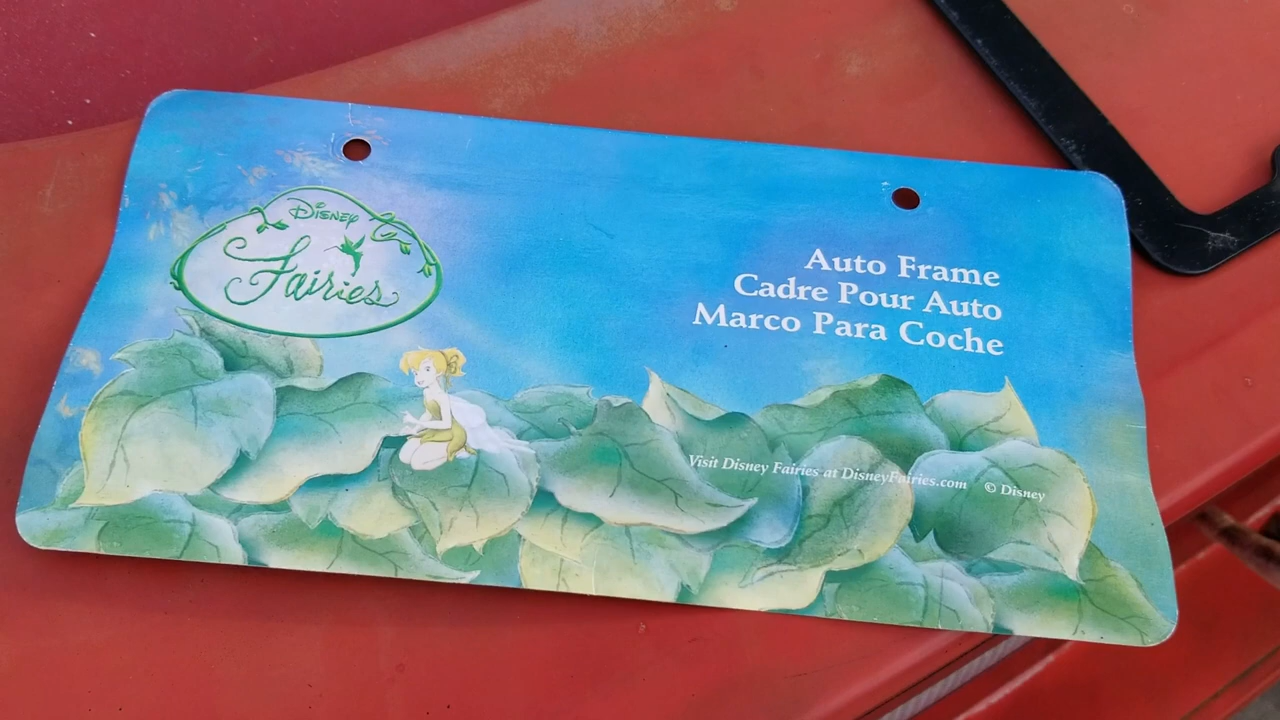 Disney
Fairies
Auto Frame
Cadre Pour Auto
Marco Para Coche
Visit Disney Fairies at DisneyFairies.com © Disney